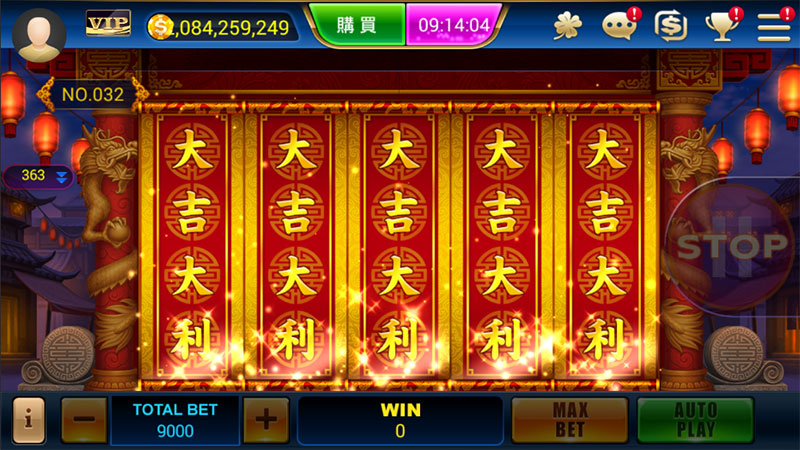 VIP
,084,259,249
購買
09:14:04
NO.032
363
大 大 大 大 大
吉 吉 吉 吉 吉
大 大 大 大 大
利 利 利 利 利
STOP
TOTAL BET
9000
WIN
0
MAX
BET
AUTO
PLAY